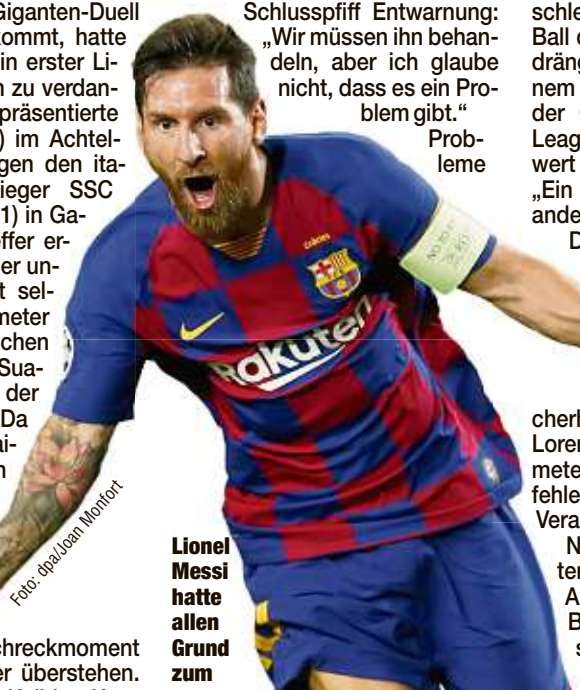 Giganten-Duell
kommt, hatte
in erster Li-
zu verdan-
präsentierte
im Achtel-
gen den ita-
ieger SSC
in Ga-
effer er-
er un-
t sel-
meter
chen
Sua-
der
Da
ai-
chreckmoment
er überstehen.
Schlusspfiff Entwarnung:
„Wir müssen ihn behan-
deln, aber ich glaube
nicht, dass es ein Pro-
blem gibt.“
Prob-
leme
Rakuten
Foto: dpa/Joan Monfort
Lionel
Messi
hatte
allen
Grund
zum
schle
Ball d
dräng
nem
der
Leag
wert
„Ein
ande
D
cherl
Loren
mete
fehle
Vera
N
ter
A
B
s